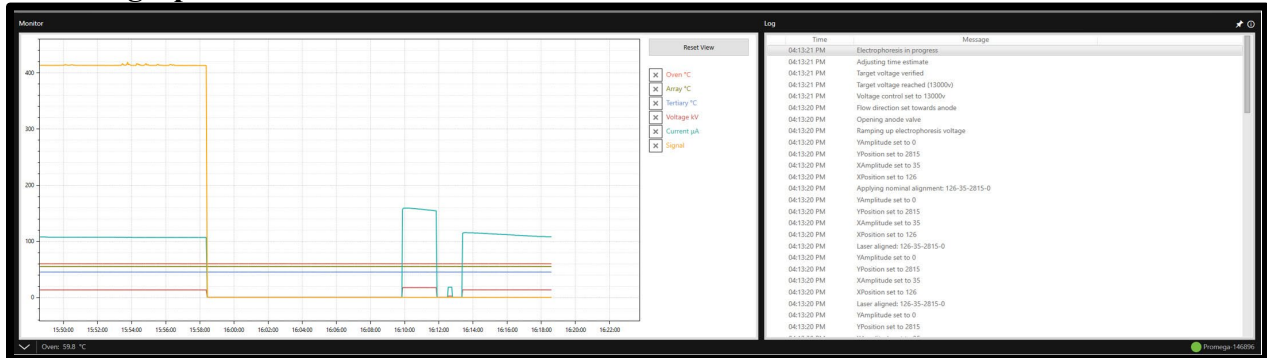 Monitor
Reset View
400
300
200
100
0
15:50:00 15:52:00 15:54:00 15:56:00 15:58:00 16:00:00 16:02:00 16:04:00 16:06:00 16:08:00 16:10:00 16:12:00 16:14:00 16:16:00 16:18:00 16:20:00 16:22:00
Oven °C
Array °C
Tertiary °C
Voltage kV
Current µA
Signal
Log
Time Message
04:13:21 PM Electrophoresis in progress
04:13:21 PM Adjusting time estimate
04:13:21 PM Target voltage verified
04:13:21 PM Target voltage reached (13000v)
04:13:21 PM Voltage control set to 13000v
04:13:20 PM Flow direction set towards anode
04:13:20 PM Opening anode valve
04:13:20 PM Ramping up electrophoresis voltage
04:13:20 PM YAmplitude set to 0
04:13:20 PM YPosition set to 2815
04:13:20 PM XAmplitude set to 35
04:13:20 PM XPosition set to 126
04:13:20 PM Applying nominal alignment: 126-35-2815-0
04:13:20 PM YAmplitude set to 0
04:13:20 PM YPosition set to 2815
04:13:20 PM XAmplitude set to 35
04:13:20 PM XPosition set to 126
04:13:20 PM Laser aligned: 126-35-2815-0
04:13:20 PM YAmplitude set to 0
04:13:20 PM YPosition set to 2815
04:13:20 PM XAmplitude set to 35
04:13:20 PM XPosition set to 126
04:13:20 PM Laser aligned: 126-35-2815-0
04:13:20 PM YAmplitude set to 0
04:13:20 PM YPosition set to 2815
Oven: 59.8 °C
Promega-146896